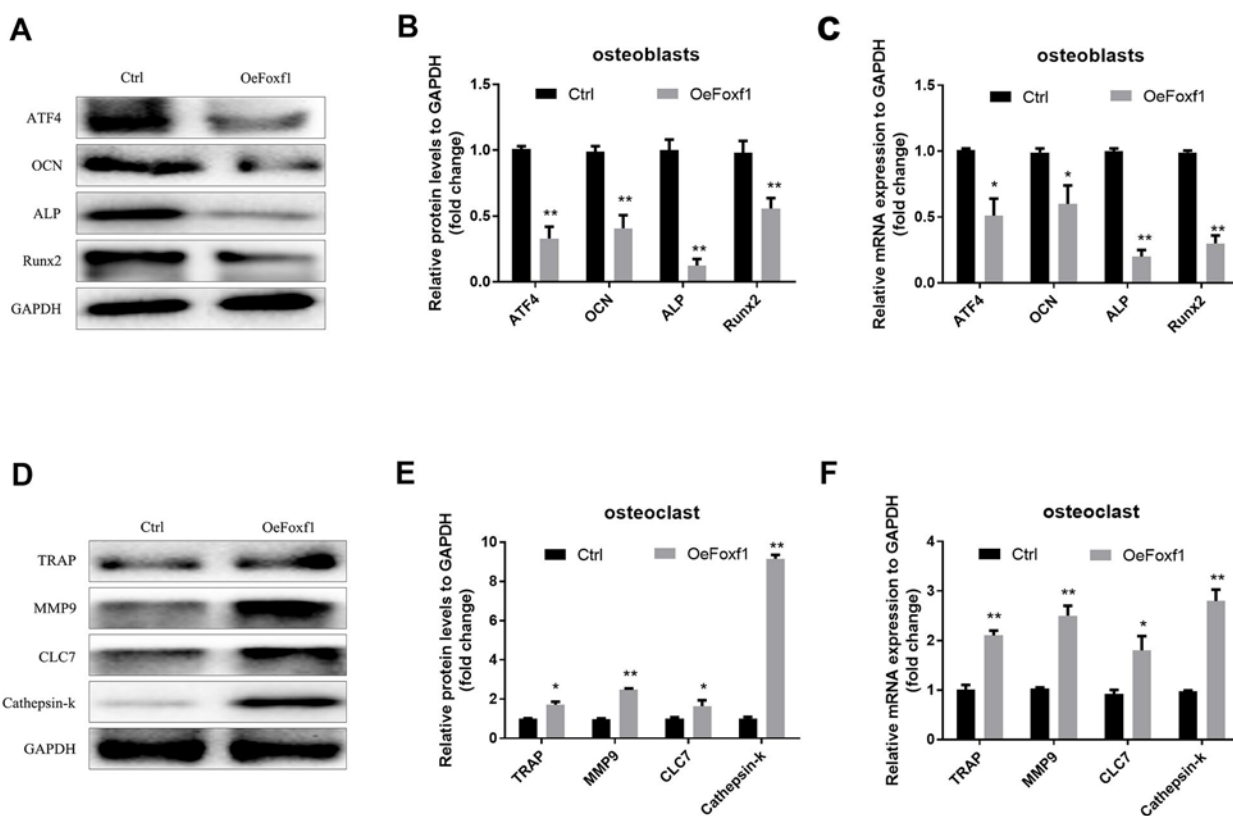 A
Ctrl OeFoxf1
ATF4
OCN
ALP
Runx2
GAPDH
B
osteoblasts
Ctrl OeFoxf1
Relative protein levels to GAPDH
(fold change)
1.5
1.0
0.5
0.0
** ** ** **
ATF4 OCN ALP Runx2
C
osteoblasts
Ctrl OeFoxf1
Relative mRNA expression to GAPDH
(fold change)
1.5
1.0
0.5
0.0
* * ** **
ATF4 OCN ALP Runx2
D
Ctrl OeFoxf1
TRAP
MMP9
CLC7
Cathepsin-k
GAPDH
E
osteoclast
Ctrl OeFoxf1
Relative protein levels to GAPDH
(fold change)
10
8
6
4
2
0
* ** * **
TRAP MMP9 CLC7 Cathepsin-k
F
osteoclast
Ctrl OeFoxf1
Relative mRNA expression to GAPDH
(fold change)
4
3
2
1
0
** ** * **
TRAP MMP9 CLC7 Cathepsin-k